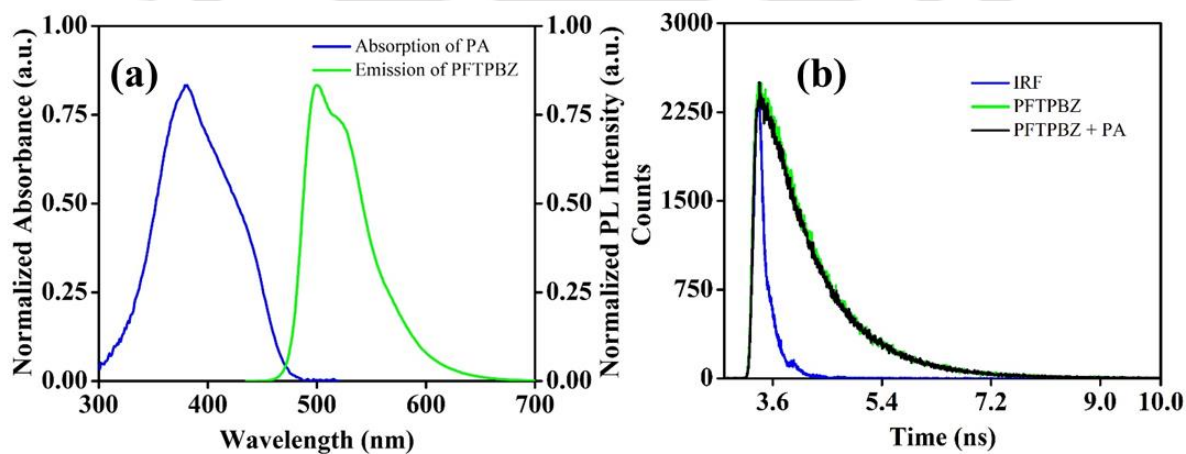 (a)
Absorption of PA
Emission of PFTPBZ
Normalized Absorbance (a.u.)
1.00
0.75
0.50
0.25
0.00
300 400 500 600 700
Wavelength (nm)
1.00
0.75
0.50
0.25
0.00
Normalized PL Intensity (a.u.)
(b)
IRF
PFTPBZ
PFTPBZ + PA
Counts
3000
2250
1500
750
0
3.6 5.4 7.2 9.0 10.0
Time (ns)